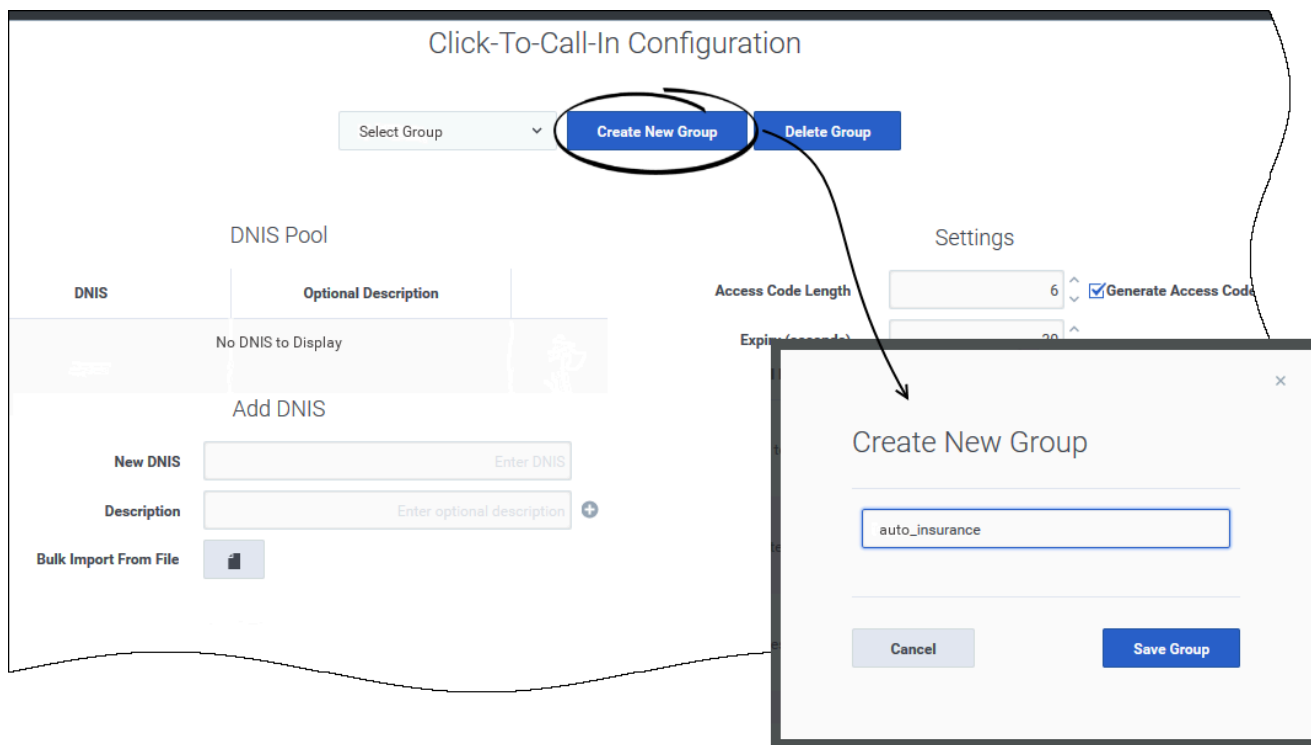 Click-To-Call-In Configuration
Select Group
Create New Group
Delete Group
DNIS Pool
DNIS
Optional Description
No DNIS to Display
Add DNIS
New DNIS
Enter DNIS
Description
Enter optional description
Bulk Import From File
Settings
Access Code Length
6
Generate Access Code
Expiry (seconds)
Create New Group
auto_insurance
Cancel
Save Group